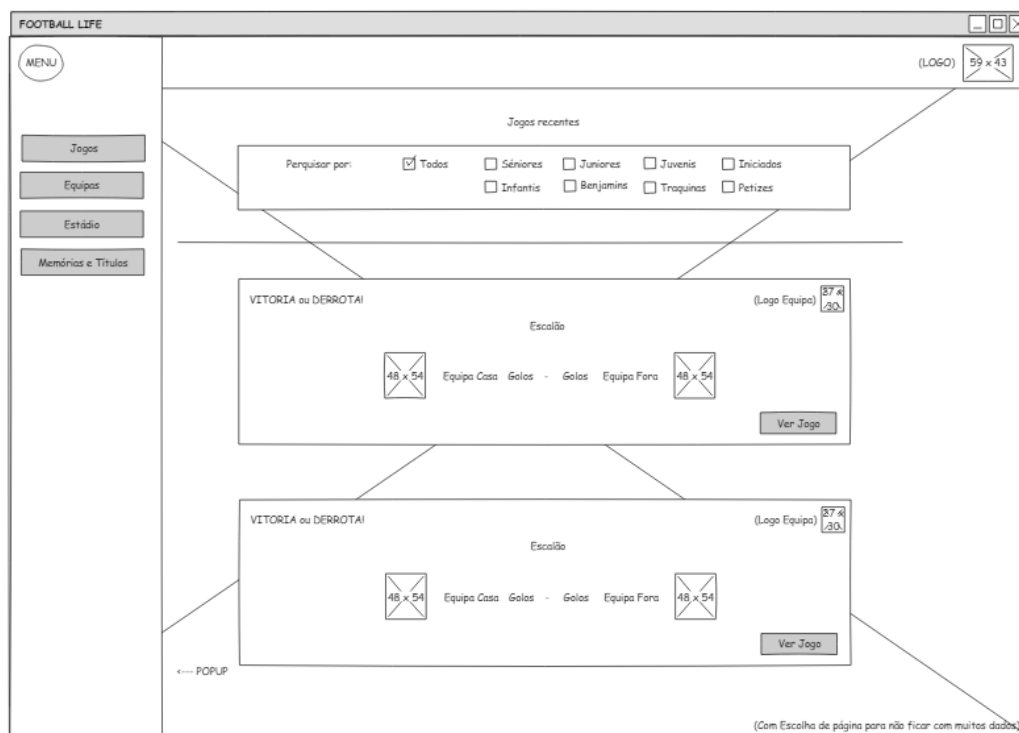 FOOTBALL LIFE
MENU
(LOGO) 59 x 43
Jogos recentes
Jogos
Equipas
Estádio
Memórias e Títulos
Perquisar por: Todos Séniores Juniores Juvenis Iniciados
Infantis Benjamins Traquinas Petizes
VITORIA ou DERROTA! (Logo Equipa) 37 x
30
Escalão
48 x 54 Equipa Casa Golos - Golos Equipa Fora 48 x 54
Ver Jogo
VITORIA ou DERROTA! (Logo Equipa) 37 x
30
Escalão
48 x 54 Equipa Casa Golos - Golos Equipa Fora 48 x 54
Ver Jogo
<---- POPUP
(Com Escolha de página para não ficar com muitos dados)